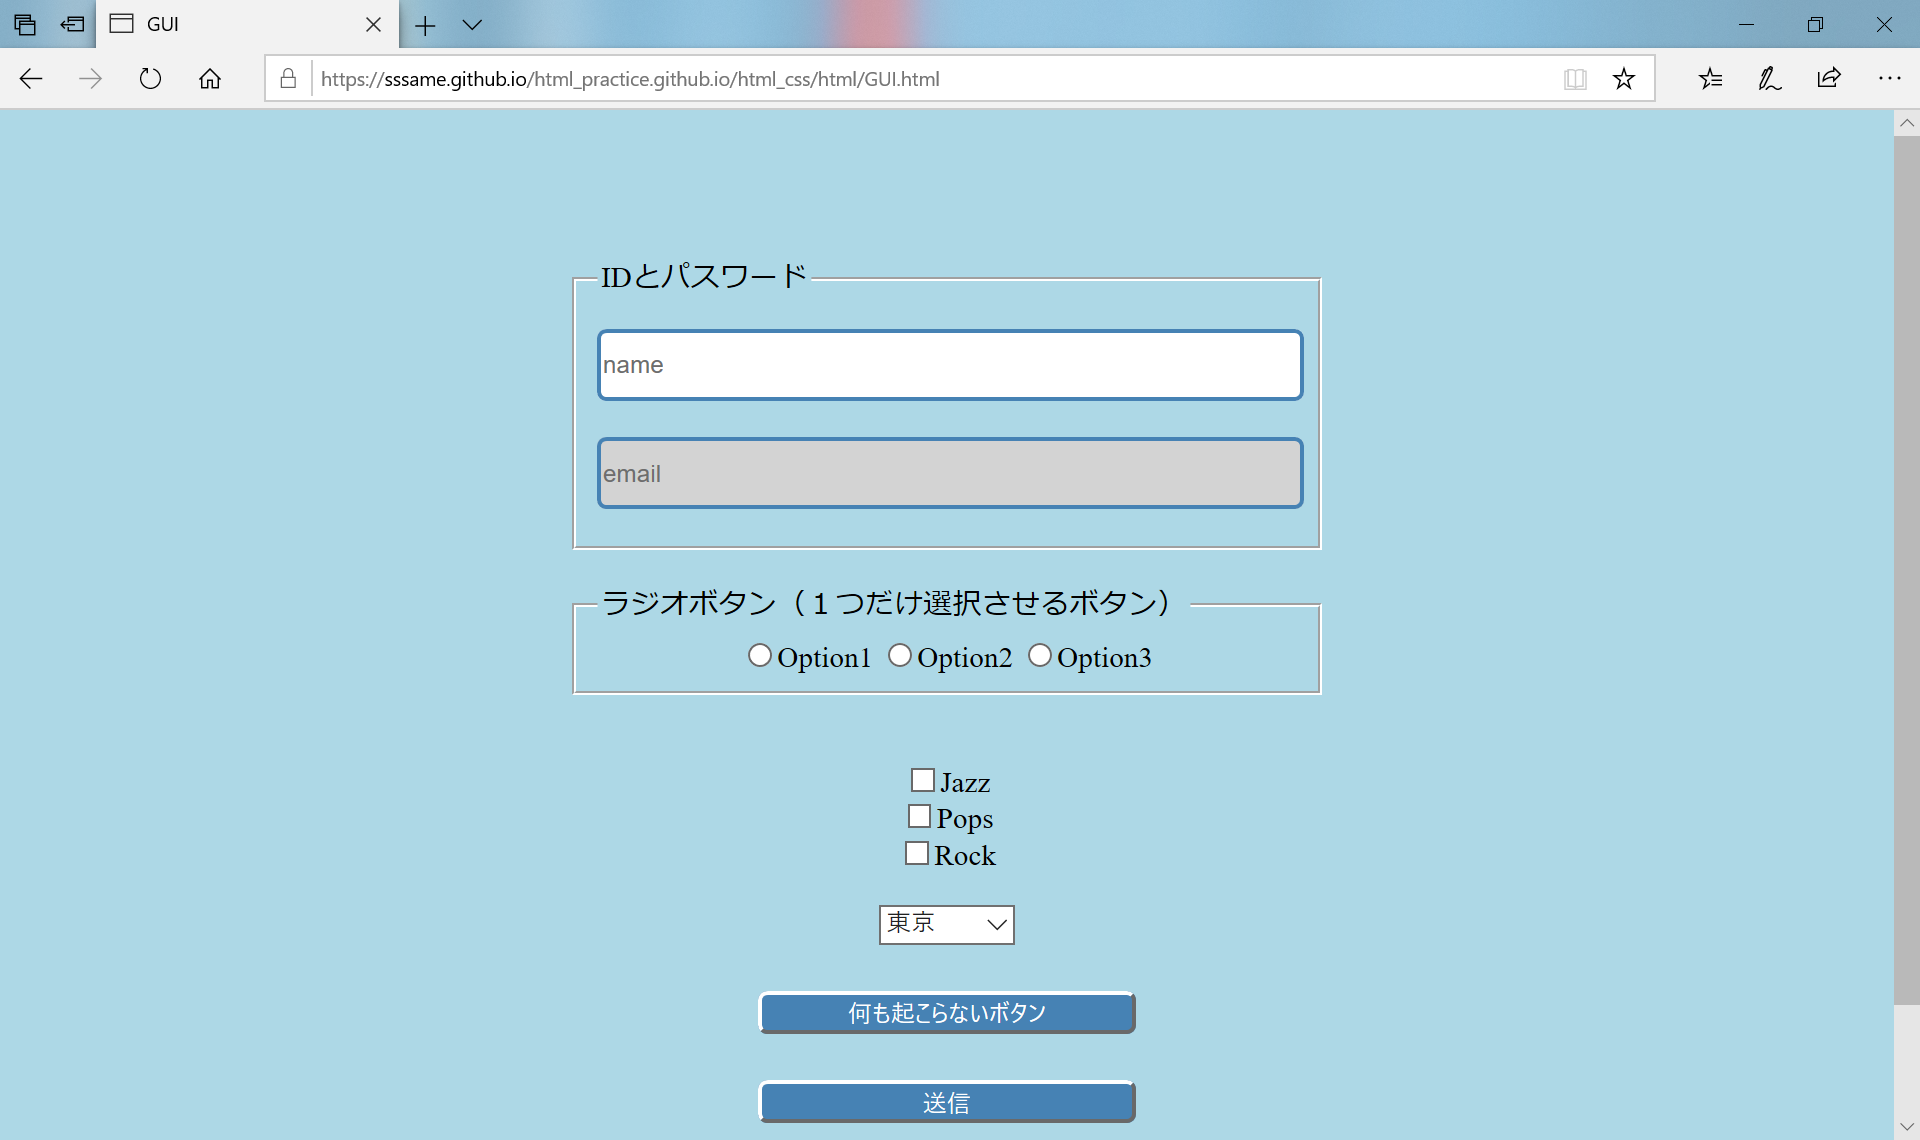 GUI
https://sssame.github.io/html_practice.github.io/html_css/html/GUI.html
IDとパスワード
name
email
ラジオボタン（１つだけ選択させるボタン）
Option1 Option2 Option3
Jazz
Pops
Rock
東京
何も起こらないボタン
送信